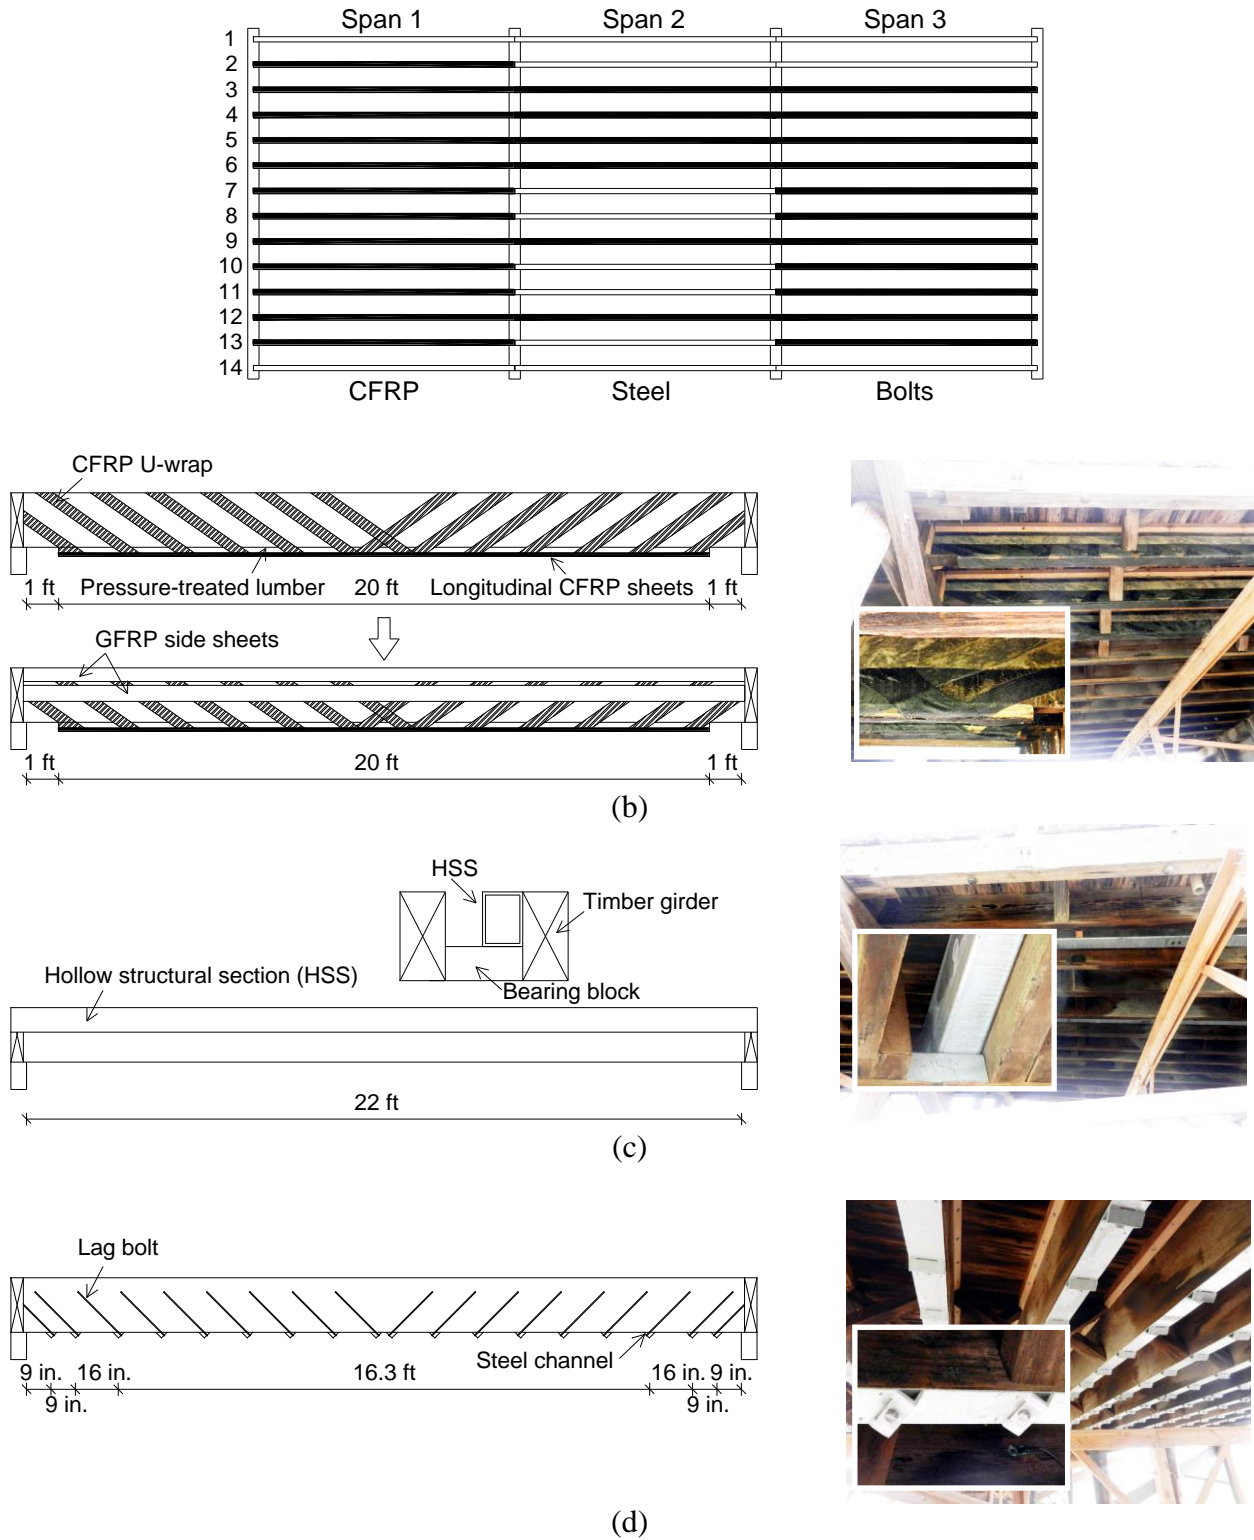 Span 1 Span 2 Span 3
1
2
3
4
5
6
7
8
9
10
11
12
13
14
CFRP Steel Bolts
CFRP U-wrap
Pressure-treated lumber
Longitudinal CFRP sheets
1 ft 20 ft 1 ft
GFRP side sheets
1 ft 20 ft 1 ft
(b)
HSS
Timber girder
Bearing block
Hollow structural section (HSS)
22 ft
(c)
Lag bolt
Steel channel
9 in. 16 in. 16.3 ft 16 in. 9 in.
9 in. 9 in.
(d)